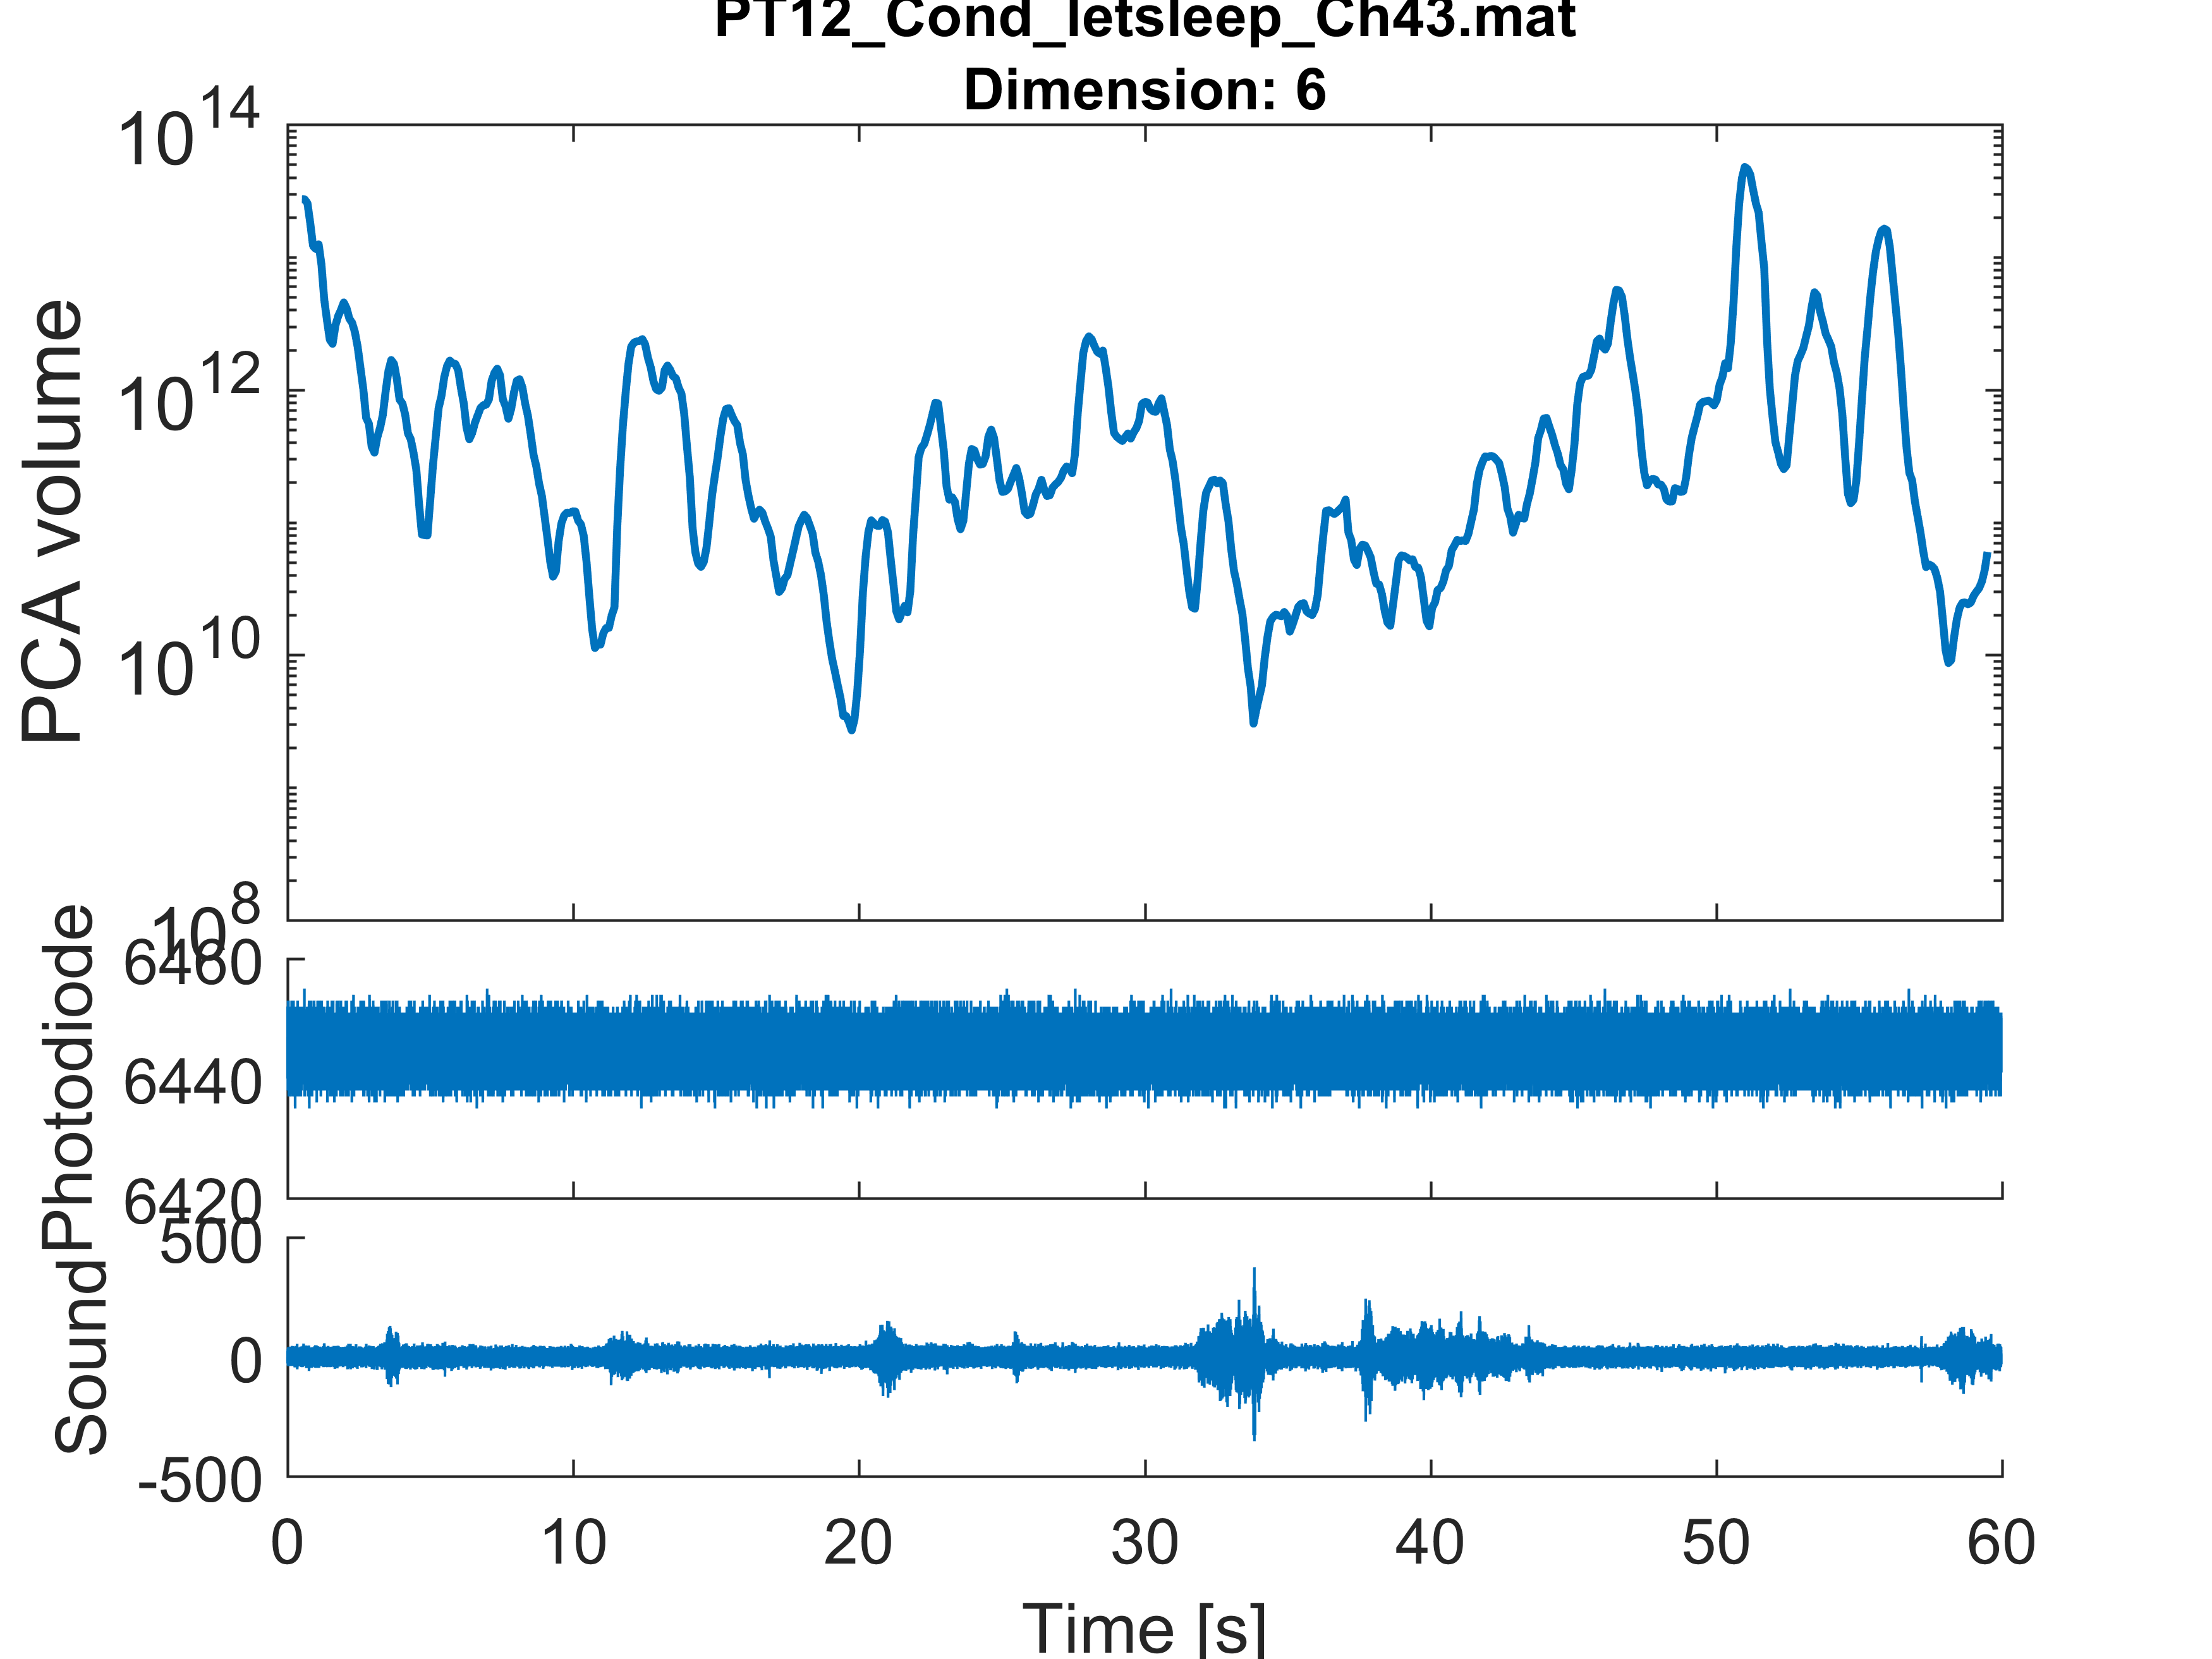 PT12_Cond_letsleep_Ch43.mat
Dimension: 6
PCA volume
10^14
10^12
10^10
10^8
Photodiode
6460
6440
6420
Sound
500
0
-500
0 10 20 30 40 50 60
Time [s]